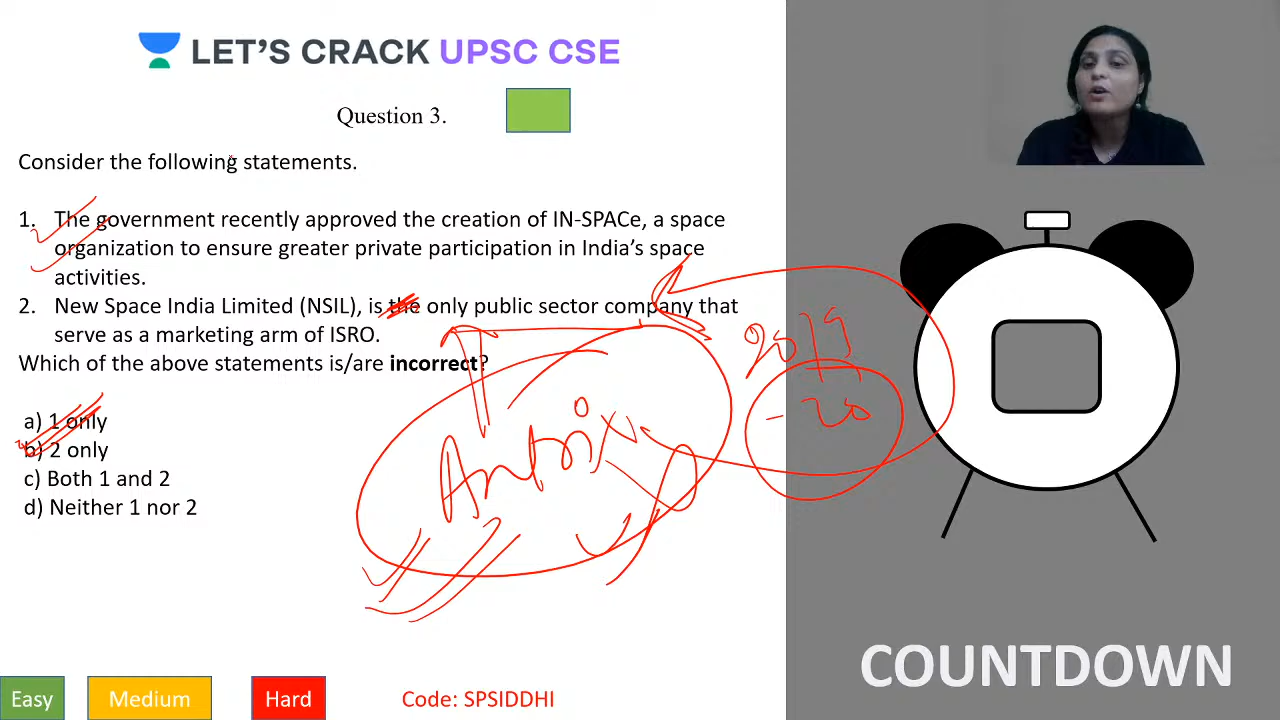 LET'S CRACK UPSC CSE
Question 3.
Consider the following statements.
1. The government recently approved the creation of IN-SPACe, a space
organization to ensure greater private participation in India's space
activities.
2. New Space India Limited (NSIL), is the only public sector company that
serve as a marketing arm of ISRO.
Which of the above statements is/are incorrect?
2019
- 20
a) 1 only
b) 2 only
c) Both 1 and 2
d) Neither 1 nor 2
Antrix
COUNTDOWN
Easy
Medium
Hard
Code: SPSIDDHI